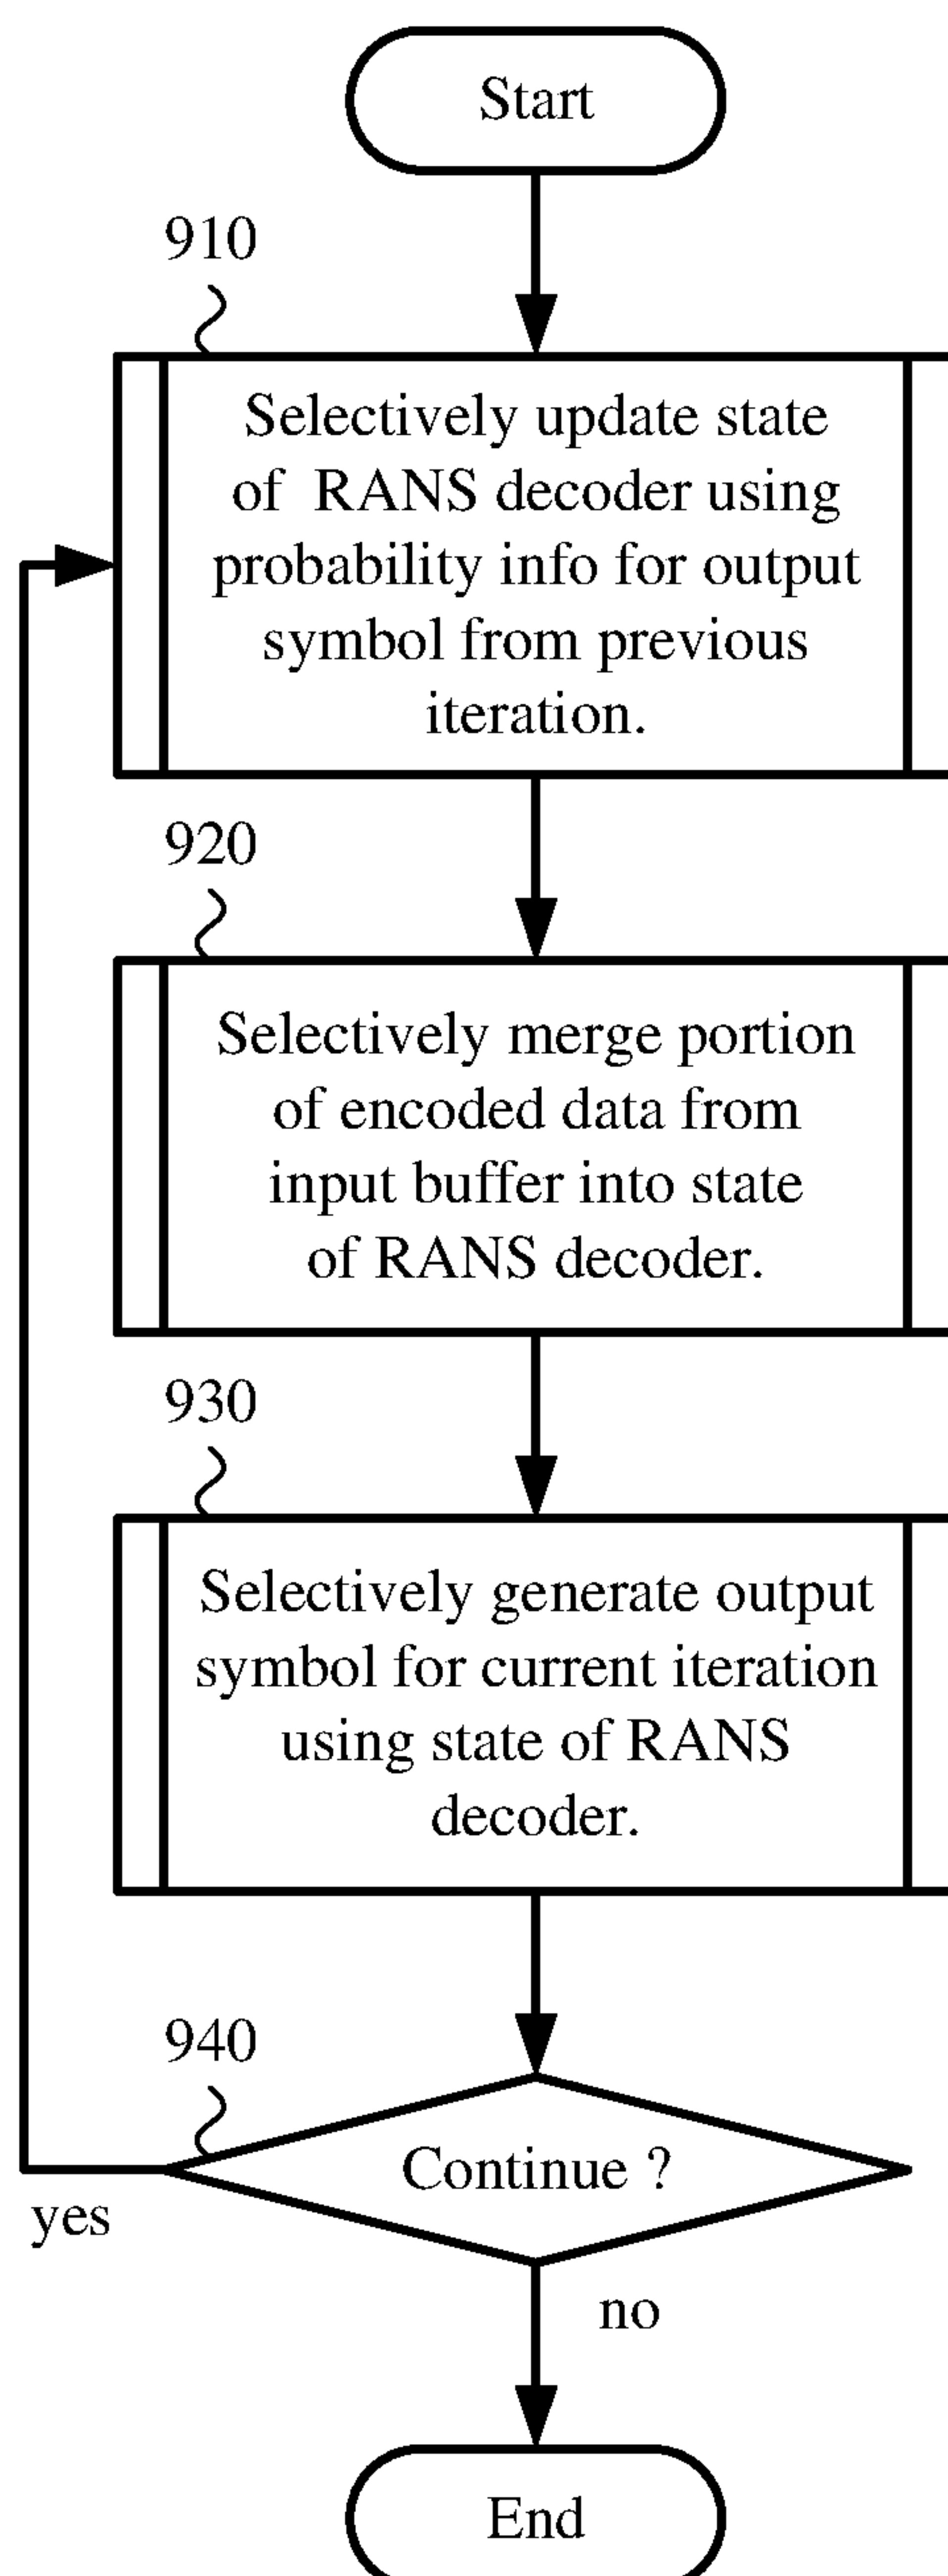 Start
910
Selectively update state
of RANS decoder using
probability info for output
symbol from previous
iteration.
920
Selectively merge portion
of encoded data from
input buffer into state
of RANS decoder.
930
Selectively generate output
symbol for current iteration
using state of RANS
decoder.
940
Continue ?
yes
no
End